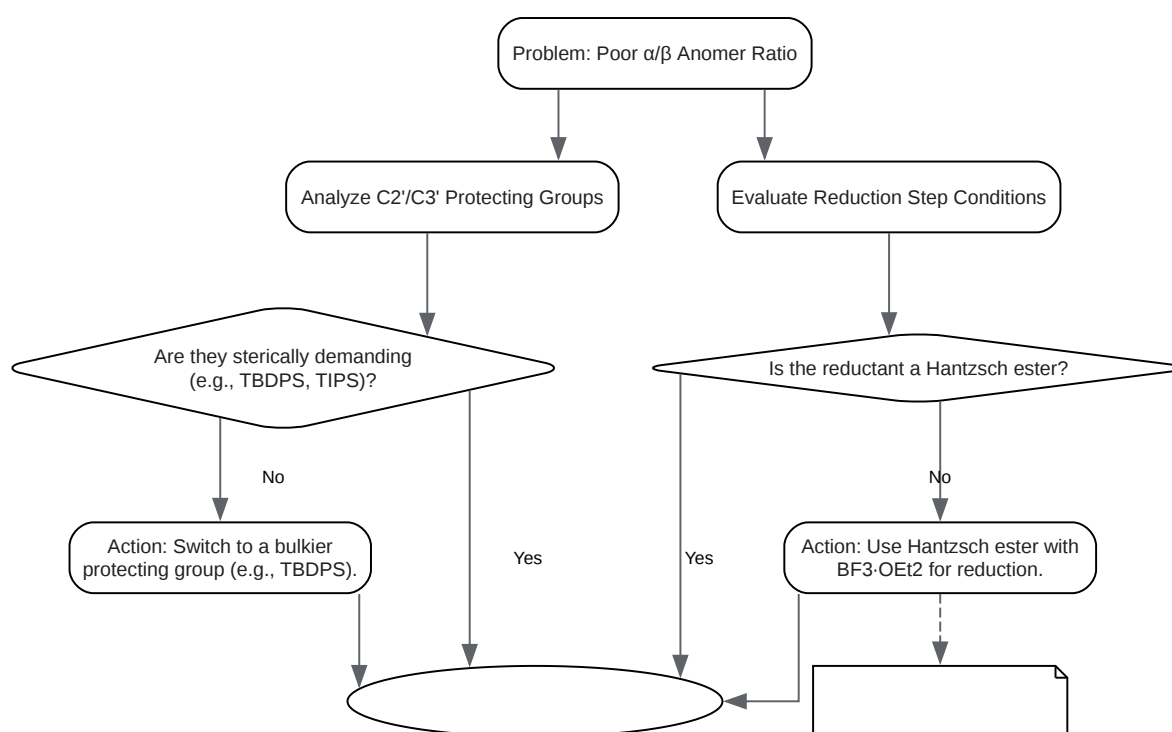 Problem: Poor α/β Anomer Ratio
Analyze C2'/C3' Protecting Groups
Evaluate Reduction Step Conditions
Are they sterically demanding
(e.g., TBDPS, TIPS)?
Is the reductant a Hantzsch ester?
No
No
Action: Switch to a bulkier
protecting group (e.g., TBDPS).
Yes
Yes
Action: Use Hantzsch ester with
BF3·OEt2 for reduction.